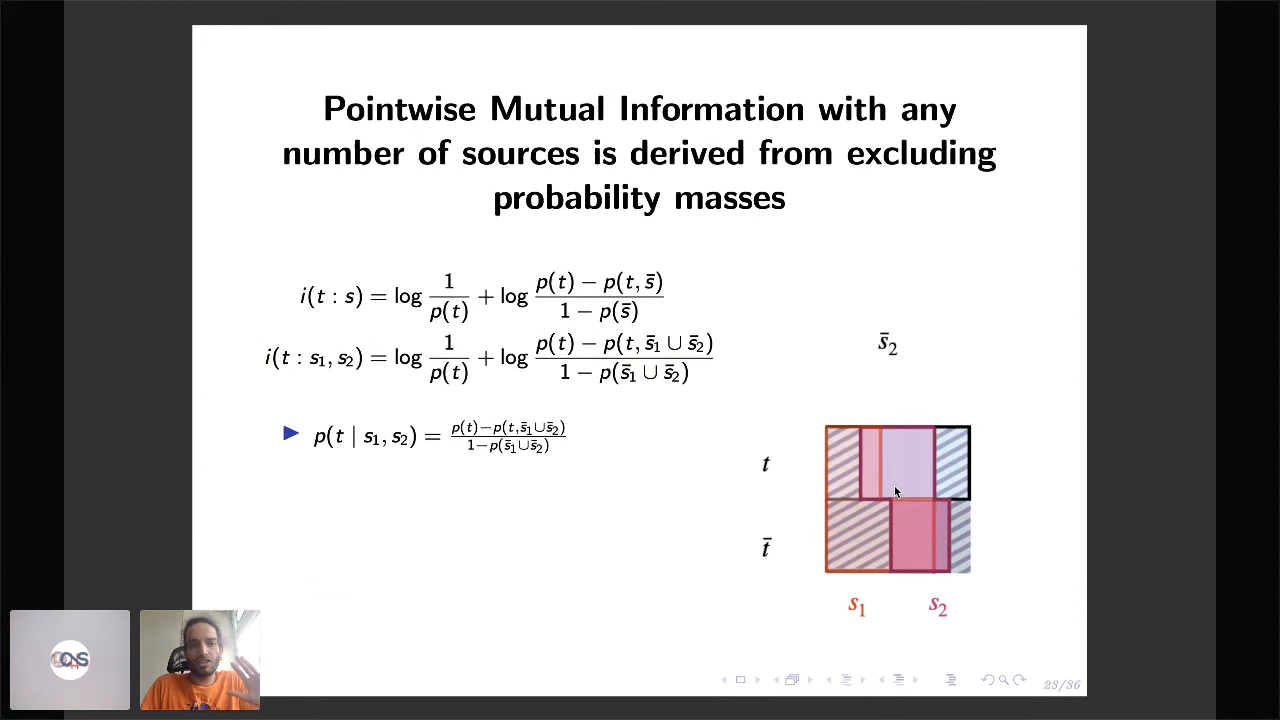 Pointwise Mutual Information with any
number of sources is derived from excluding
probability masses
i(t : s) = log 1/p(t) + log (p(t) − p(t, s̄))/(1 − p(s̄))
i(t : s₁, s₂) = log 1/p(t) + log (p(t) − p(t, s̄₁ ∪ s̄₂))/(1 − p(s̄₁ ∪ s̄₂))
p(t | s₁, s₂) = (p(t)−p(t,s̄₁∪s̄₂))/(1−p(s̄₁∪s̄₂))
s̄₂
t
t̄
s₁ s₂
23/36